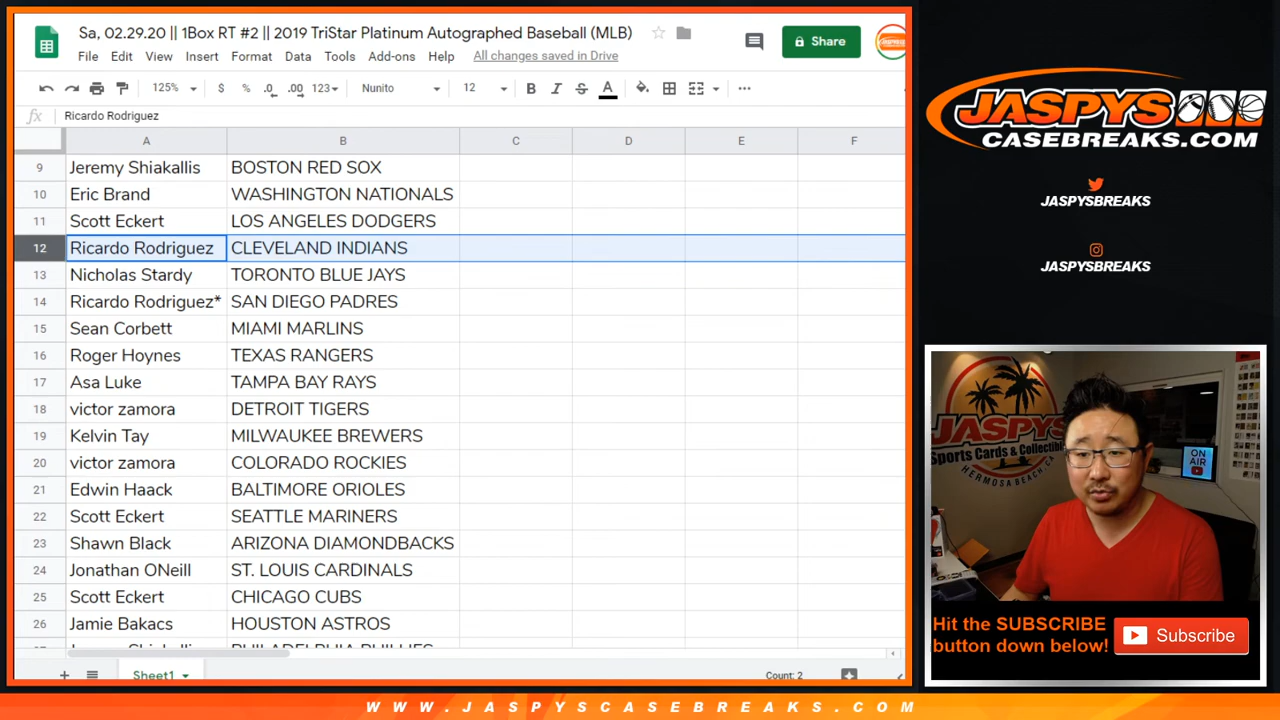 Sa, 02.29.20 || 1Box RT #2 || 2019 TriStar Platinum Autographed Baseball (MLB)
File Edit View Insert Format Data Tools Add-ons Help All changes saved in Drive
Share
125% $ % .0 .00 123 Nunito 12 B I S A
fx Ricardo Rodriguez
A B C D E F
9 Jeremy Shiakallis BOSTON RED SOX
10 Eric Brand WASHINGTON NATIONALS
11 Scott Eckert LOS ANGELES DODGERS
12 Ricardo Rodriguez CLEVELAND INDIANS
13 Nicholas Stardy TORONTO BLUE JAYS
14 Ricardo Rodriguez* SAN DIEGO PADRES
15 Sean Corbett MIAMI MARLINS
16 Roger Hoynes TEXAS RANGERS
17 Asa Luke TAMPA BAY RAYS
18 victor zamora DETROIT TIGERS
19 Kelvin Tay MILWAUKEE BREWERS
20 victor zamora COLORADO ROCKIES
21 Edwin Haack BALTIMORE ORIOLES
22 Scott Eckert SEATTLE MARINERS
23 Shawn Black ARIZONA DIAMONDBACKS
24 Jonathan ONeill ST. LOUIS CARDINALS
25 Scott Eckert CHICAGO CUBS
26 Jamie Bakacs HOUSTON ASTROS
PHILADELPHIA PHILLIES
Sheet1
Count: 2
JASPYS
CASEBREAKS.COM
JASPYSBREAKS
JASPYSBREAKS
JASPYS
Sports Cards & Collectibles
HERMOSA BEACH, CA
ON AIR
Hit the SUBSCRIBE
button down below!
Subscribe
WWW.JASPYSCASEBREAKS.COM